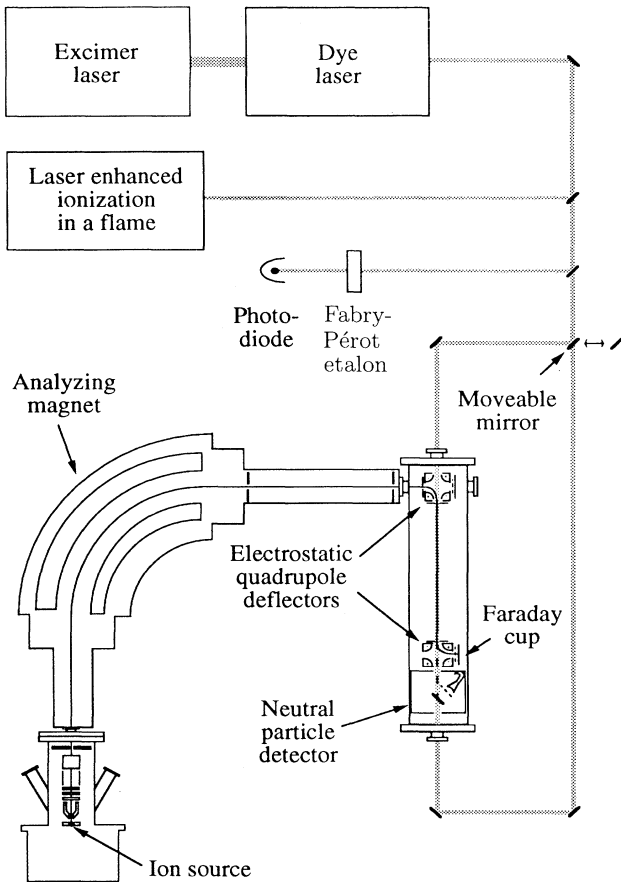 Excimer
laser
Dye
laser
Laser enhanced
ionization
in a flame
Photo-
diode
Fabry-
Pérot
etalon
Moveable
mirror
Analyzing
magnet
Electrostatic
quadrupole
deflectors
Faraday
cup
Neutral
particle
detector
Ion source